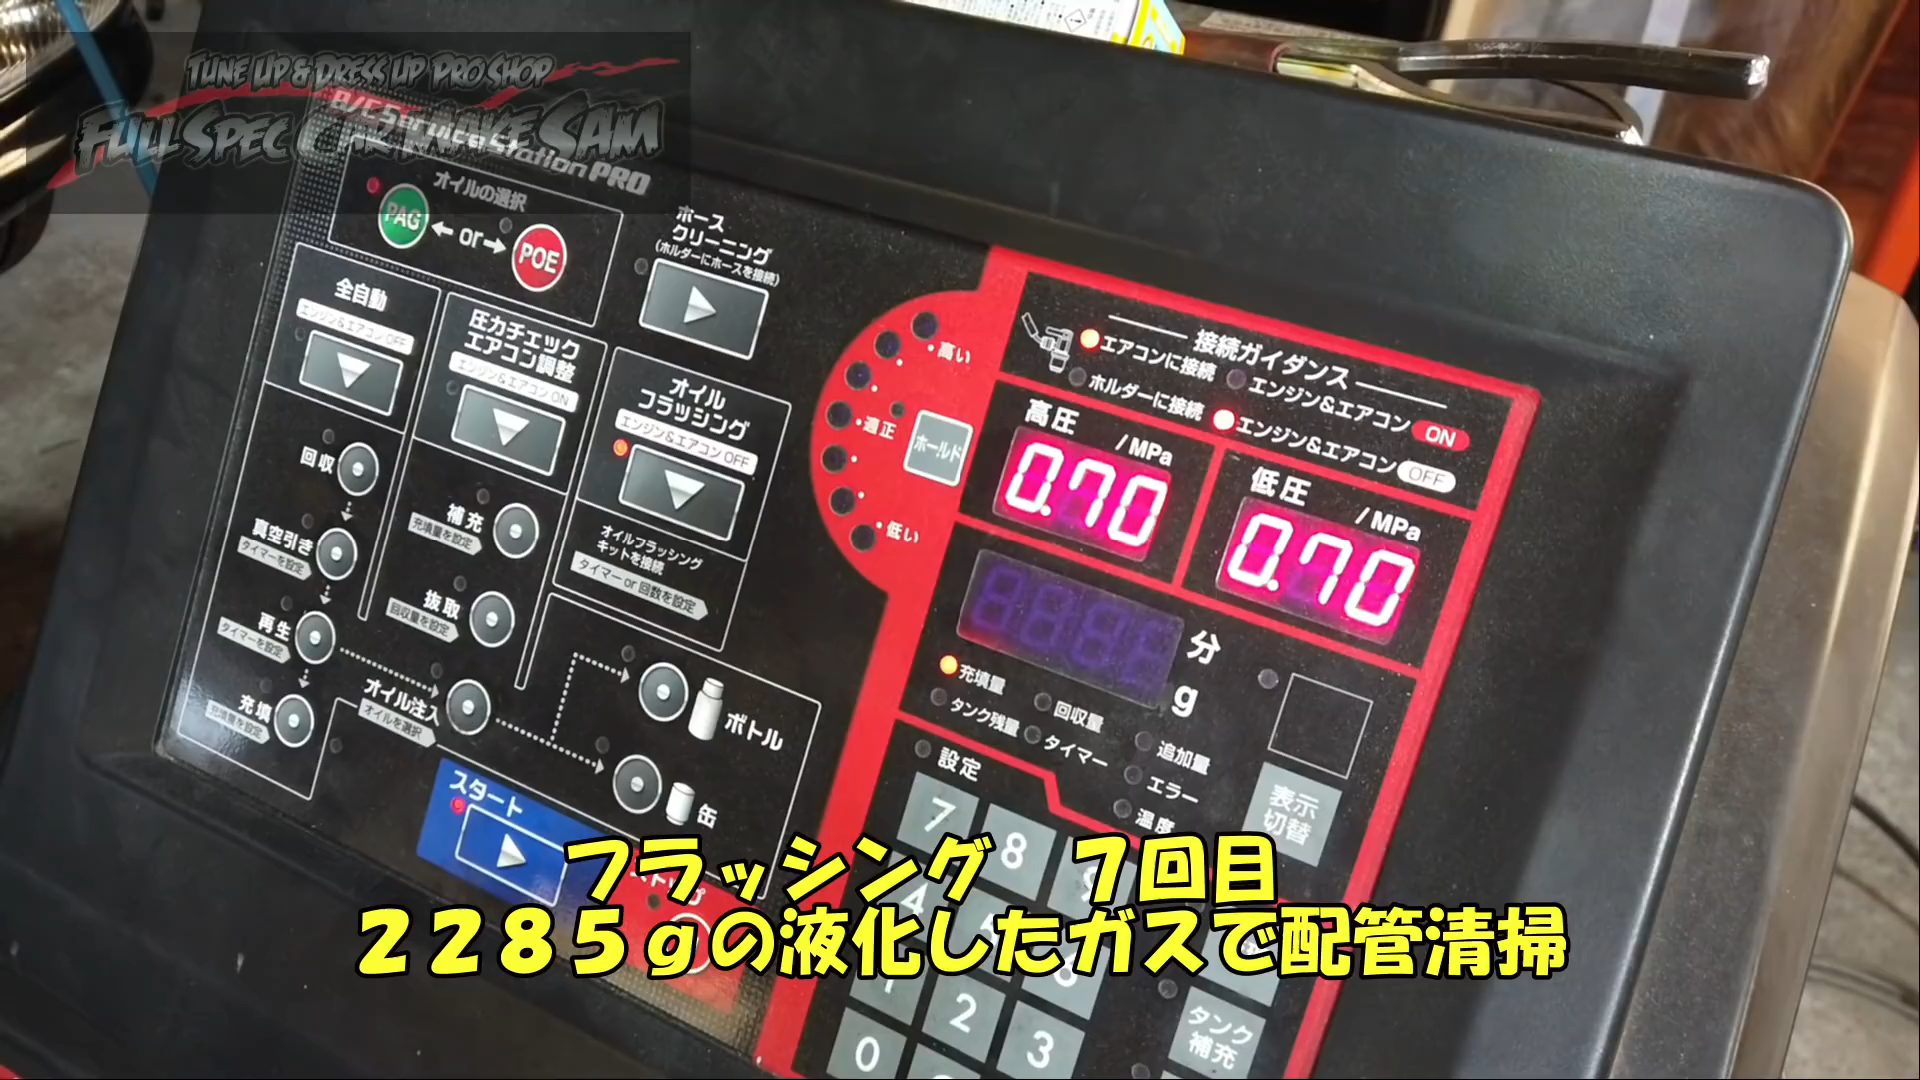 TUNE UP & DRESS UP PRO SHOP
FULL SPEC CAR MAKE SAM
A/C Service Station PRO
オイルの選択
PAG
or
POE
ホース
クリーニング
(ホルダーにホースを接続)
全自動
エンジン&エアコン OFF
圧力チェック
エアコン調整
エンジン&エアコン ON
オイル
フラッシング
エンジン&エアコン OFF
オイルフラッシング
キットを接続
タイマー or 回数を設定
回収
真空引き
タイマーを設定
再生
タイマーを設定
充填
充填量を設定
補充
充填量を設定
抜取
回収量を設定
オイル注入
オイルを選択
ボトル
缶
スタート
ストップ
高い
適正
低い
ホールド
接続ガイダンス
エアコンに接続
ホルダーに接続
エンジン&エアコン ON
エンジン&エアコン OFF
高圧 /MPa
0.70
低圧 /MPa
0.70
分
g
充填量
タンク残量
回収量
タイマー
追加量
エラー
温度
設定
表示
切替
7
8
4
1
2
3
0
タンク
補充
フラッシング 7回目
2285gの液化したガスで配管清掃